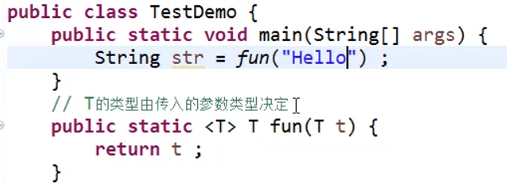 public class TestDemo {
public static void main(String[] args) {
String str = fun("Hello") ;
}
// T的类型由传入的参数类型决定
public static <T> T fun(T t) {
return t ;
}